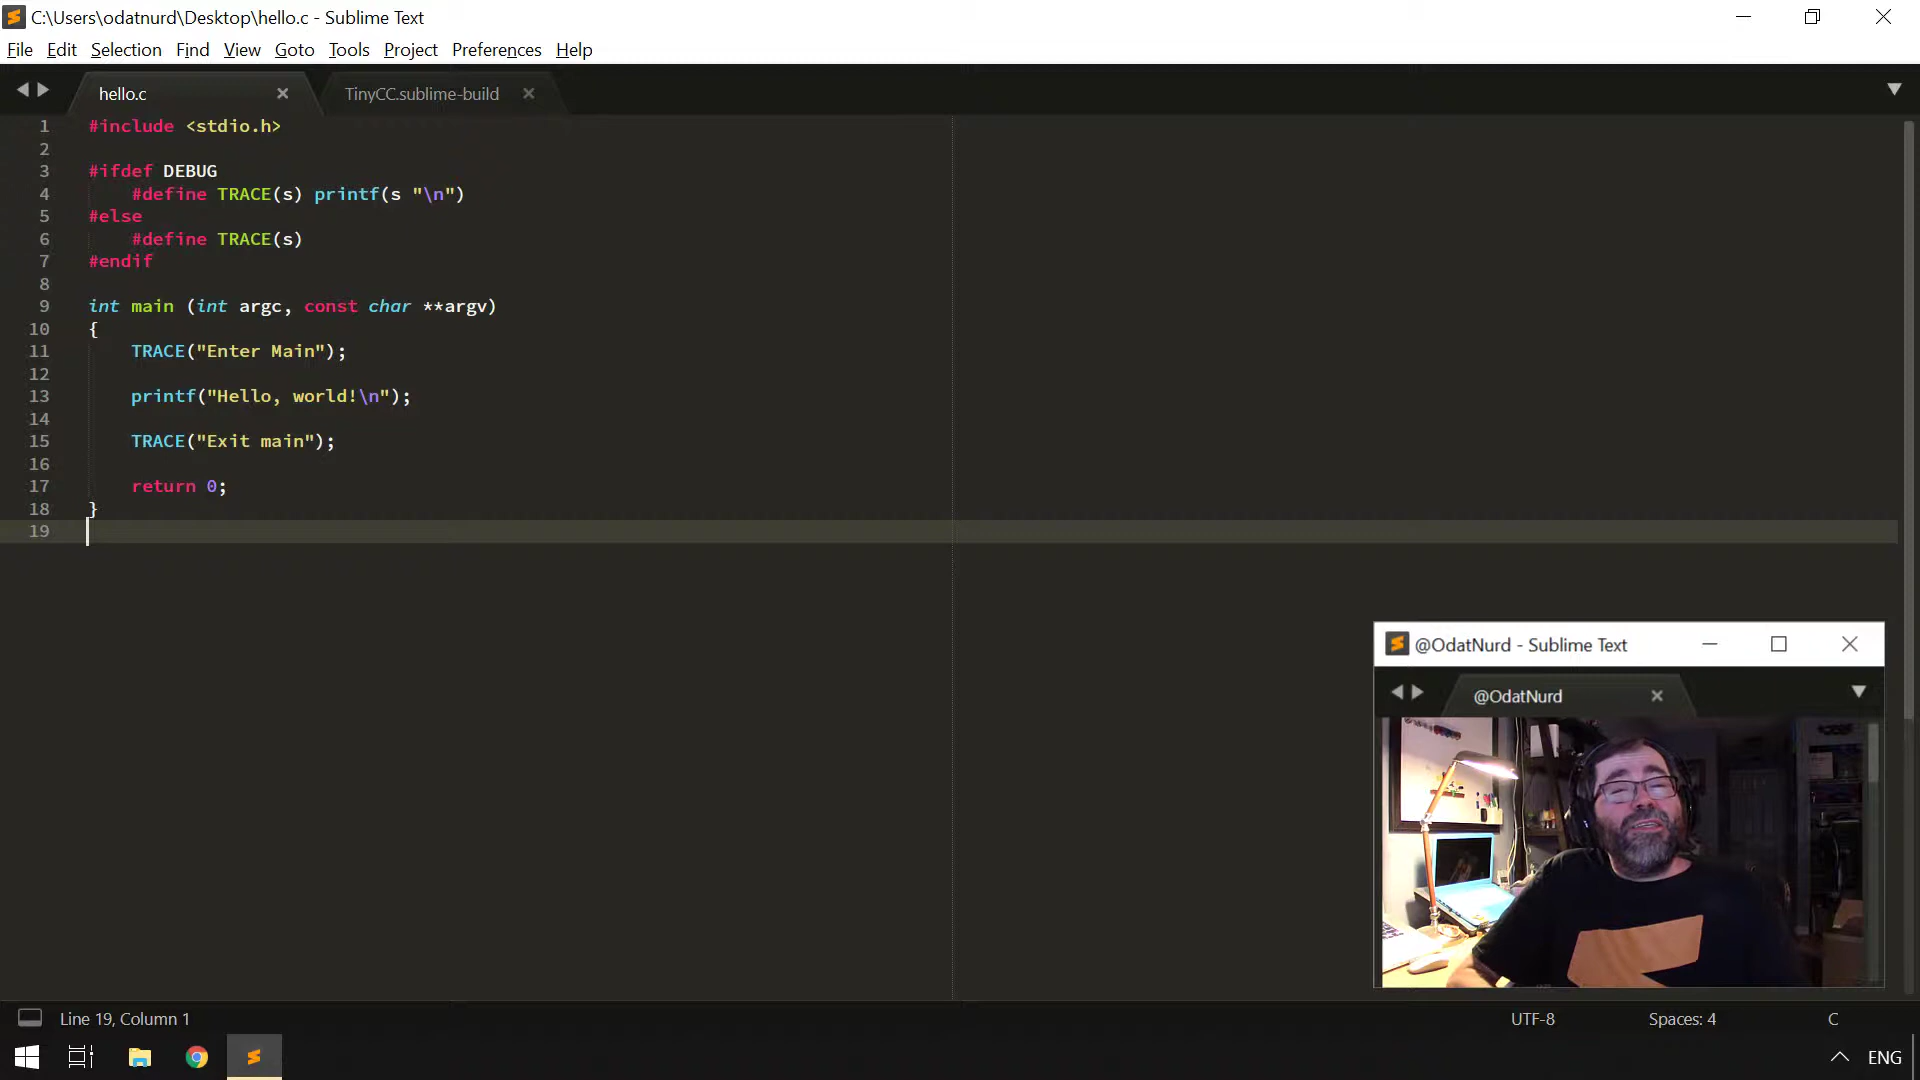 C:\Users\odatnurd\Desktop\hello.c - Sublime Text
File Edit Selection Find View Goto Tools Project Preferences Help
hello.c TinyCC.sublime-build
1 #include <stdio.h>
2
3 #ifdef DEBUG
4     #define TRACE(s) printf(s "\n")
5 #else
6     #define TRACE(s)
7 #endif
8
9 int main (int argc, const char **argv)
10 {
11     TRACE("Enter Main");
12
13     printf("Hello, world!\n");
14
15     TRACE("Exit main");
16
17     return 0;
18 }
19
@OdatNurd - Sublime Text
@OdatNurd
Line 19, Column 1 UTF-8 Spaces: 4 C
ENG